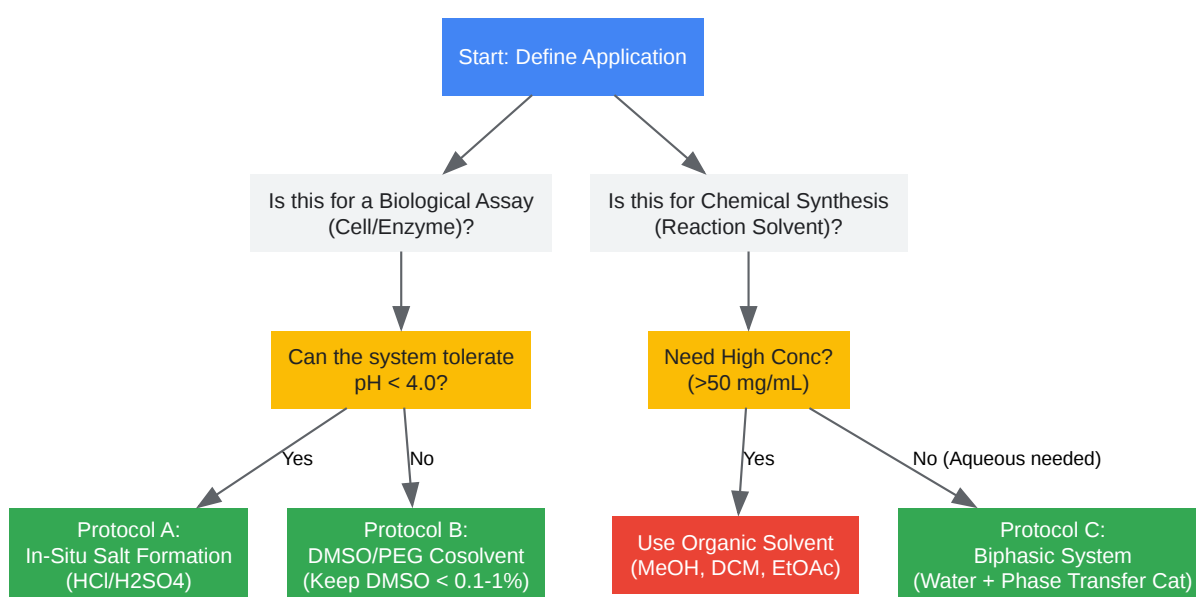 Start: Define Application
Is this for a Biological Assay
(Cell/Enzyme)?
Is this for Chemical Synthesis
(Reaction Solvent)?
Can the system tolerate
pH < 4.0?
Need High Conc?
(>50 mg/mL)
Yes
No
Yes
No (Aqueous needed)
Protocol A:
In-Situ Salt Formation
(HCl/H2SO4)
Protocol B:
DMSO/PEG Cosolvent
(Keep DMSO < 0.1-1%)
Use Organic Solvent
(MeOH, DCM, EtOAc)
Protocol C:
Biphasic System
(Water + Phase Transfer Cat)